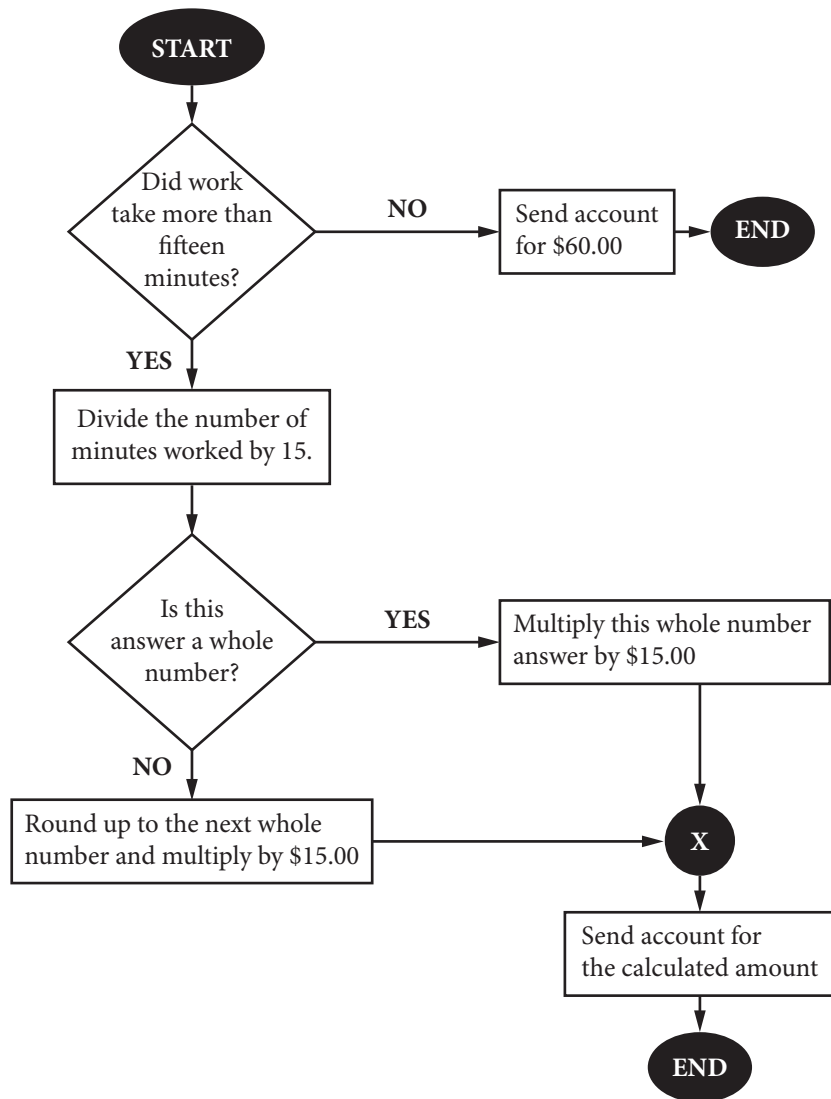 START
Did work
take more than
fifteen
minutes?
NO
Send account
for $60.00
END
YES
Divide the number of
minutes worked by 15.
Is this
answer a whole
number?
YES
Multiply this whole number
answer by $15.00
NO
Round up to the next whole
number and multiply by $15.00
X
Send account for
the calculated amount
END